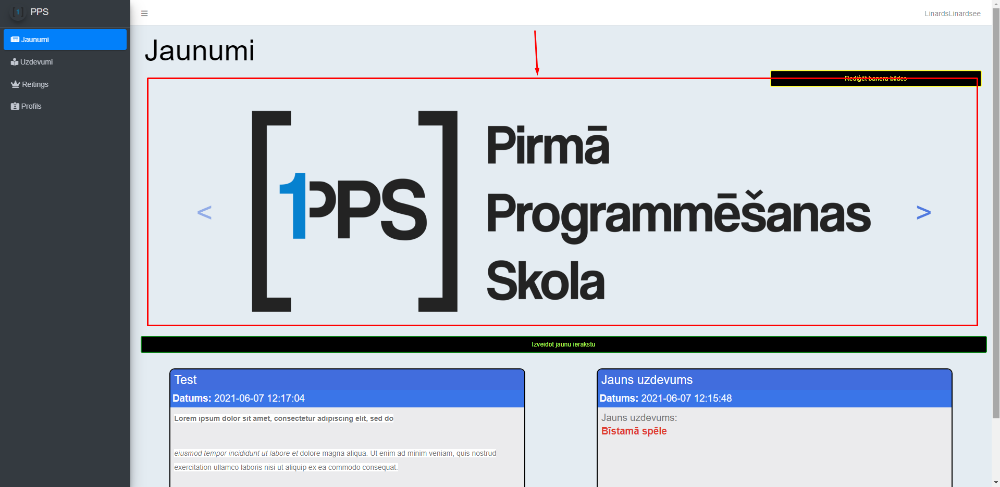 PPS
LinardsLinardsee
Jaunumi
Uzdevumi
Reitings
Profils
Jaunumi
Rediģēt banera bildes
<
1PPS
Pirmā
Programmēšanas
Skola
>
Izveidot jaunu ierakstu
Test
Datums: 2021-06-07 12:17:04
Lorem ipsum dolor sit amet, consectetur adipiscing elit, sed do
eiusmod tempor incididunt ut labore et dolore magna aliqua. Ut enim ad minim veniam, quis nostrud
exercitation ullamco laboris nisi ut aliquip ex ea commodo consequat.
Jauns uzdevums
Datums: 2021-06-07 12:15:48
Jauns uzdevums:
Bīstamā spēle